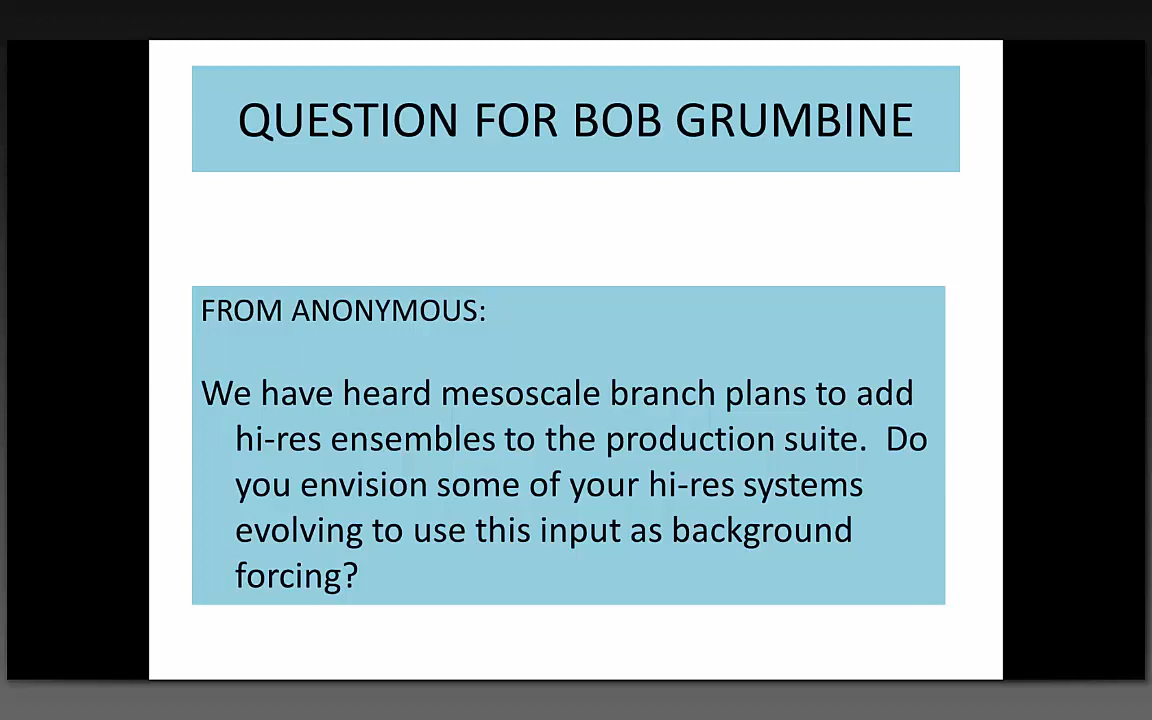 QUESTION FOR BOB GRUMBINE
FROM ANONYMOUS:
We have heard mesoscale branch plans to add
hi-res ensembles to the production suite.  Do
you envision some of your hi-res systems
evolving to use this input as background
forcing?